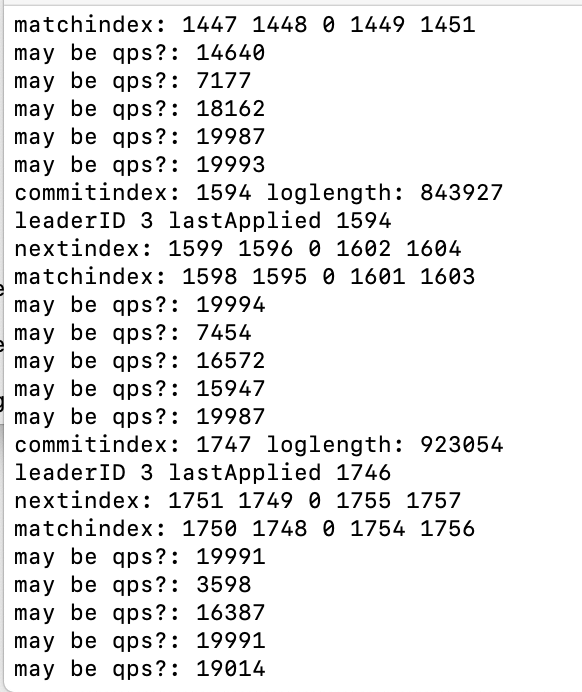 matchindex: 1447 1448 0 1449 1451
may be qps?: 14640
may be qps?: 7177
may be qps?: 18162
may be qps?: 19987
may be qps?: 19993
commitindex: 1594 loglength: 843927
leaderID 3 lastApplied 1594
nextindex: 1599 1596 0 1602 1604
matchindex: 1598 1595 0 1601 1603
may be qps?: 19994
may be qps?: 7454
may be qps?: 16572
may be qps?: 15947
may be qps?: 19987
commitindex: 1747 loglength: 923054
leaderID 3 lastApplied 1746
nextindex: 1751 1749 0 1755 1757
matchindex: 1750 1748 0 1754 1756
may be qps?: 19991
may be qps?: 3598
may be qps?: 16387
may be qps?: 19991
may be qps?: 19014